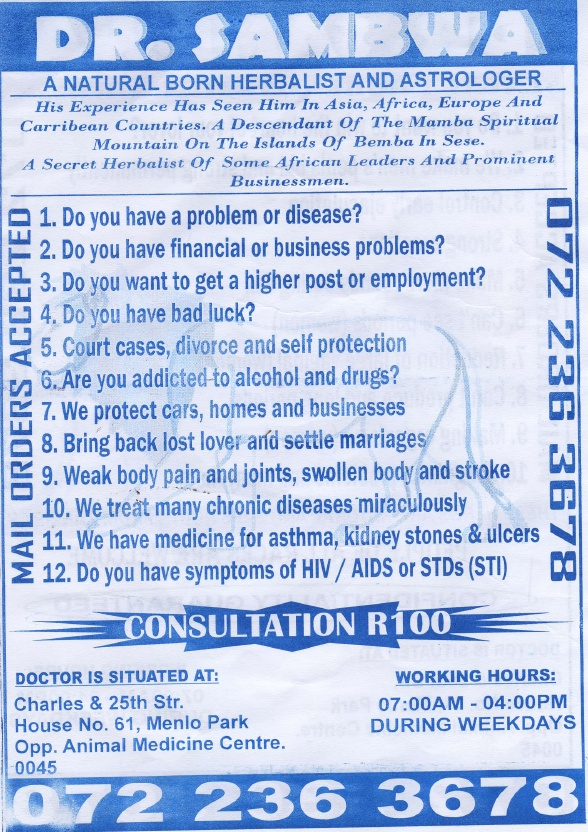 DR. SAMBWA
A NATURAL BORN HERBALIST AND ASTROLOGER
His Experience Has Seen Him In Asia, Africa, Europe And
Carribean Countries. A Descendant Of The Mamba Spiritual
Mountain On The Islands Of Bemba In Sese.
A Secret Herbalist Of Some African Leaders And Prominent
Businessmen.
MAIL ORDERS ACCEPTED
1. Do you have a problem or disease?
2. Do you have financial or business problems?
3. Do you want to get a higher post or employment?
4. Do you have bad luck?
5. Court cases, divorce and self protection
6. Are you addicted to alcohol and drugs?
7. We protect cars, homes and businesses
8. Bring back lost lover and settle marriages
9. Weak body pain and joints, swollen body and stroke
10. We treat many chronic diseases miraculously
11. We have medicine for asthma, kidney stones & ulcers
12. Do you have symptoms of HIV / AIDS or STDs (STI)
072 236 3678
CONSULTATION R100
DOCTOR IS SITUATED AT:
Charles & 25th Str.
House No. 61, Menlo Park
Opp. Animal Medicine Centre.
0045
WORKING HOURS:
07:00AM - 04:00PM
DURING WEEKDAYS
072 236 3678